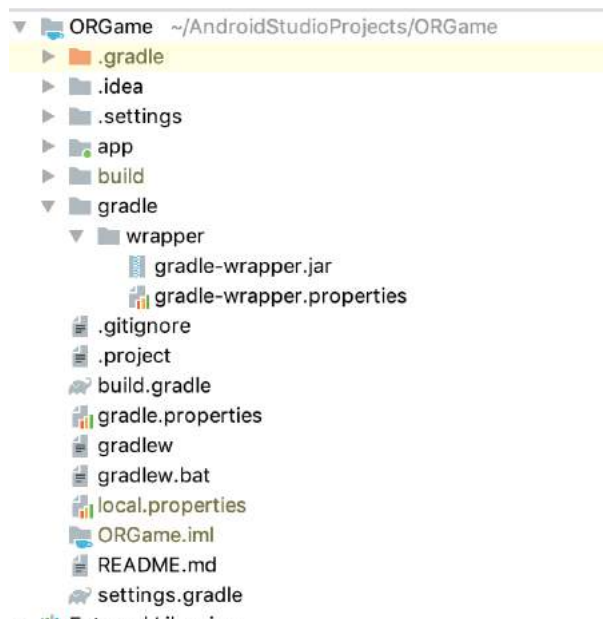 ORGame ~/AndroidStudioProjects/ORGame
.gradle
.idea
.settings
app
build
gradle
wrapper
gradle-wrapper.jar
gradle-wrapper.properties
.gitignore
.project
build.gradle
gradle.properties
gradlew
gradlew.bat
local.properties
ORGame.iml
README.md
settings.gradle